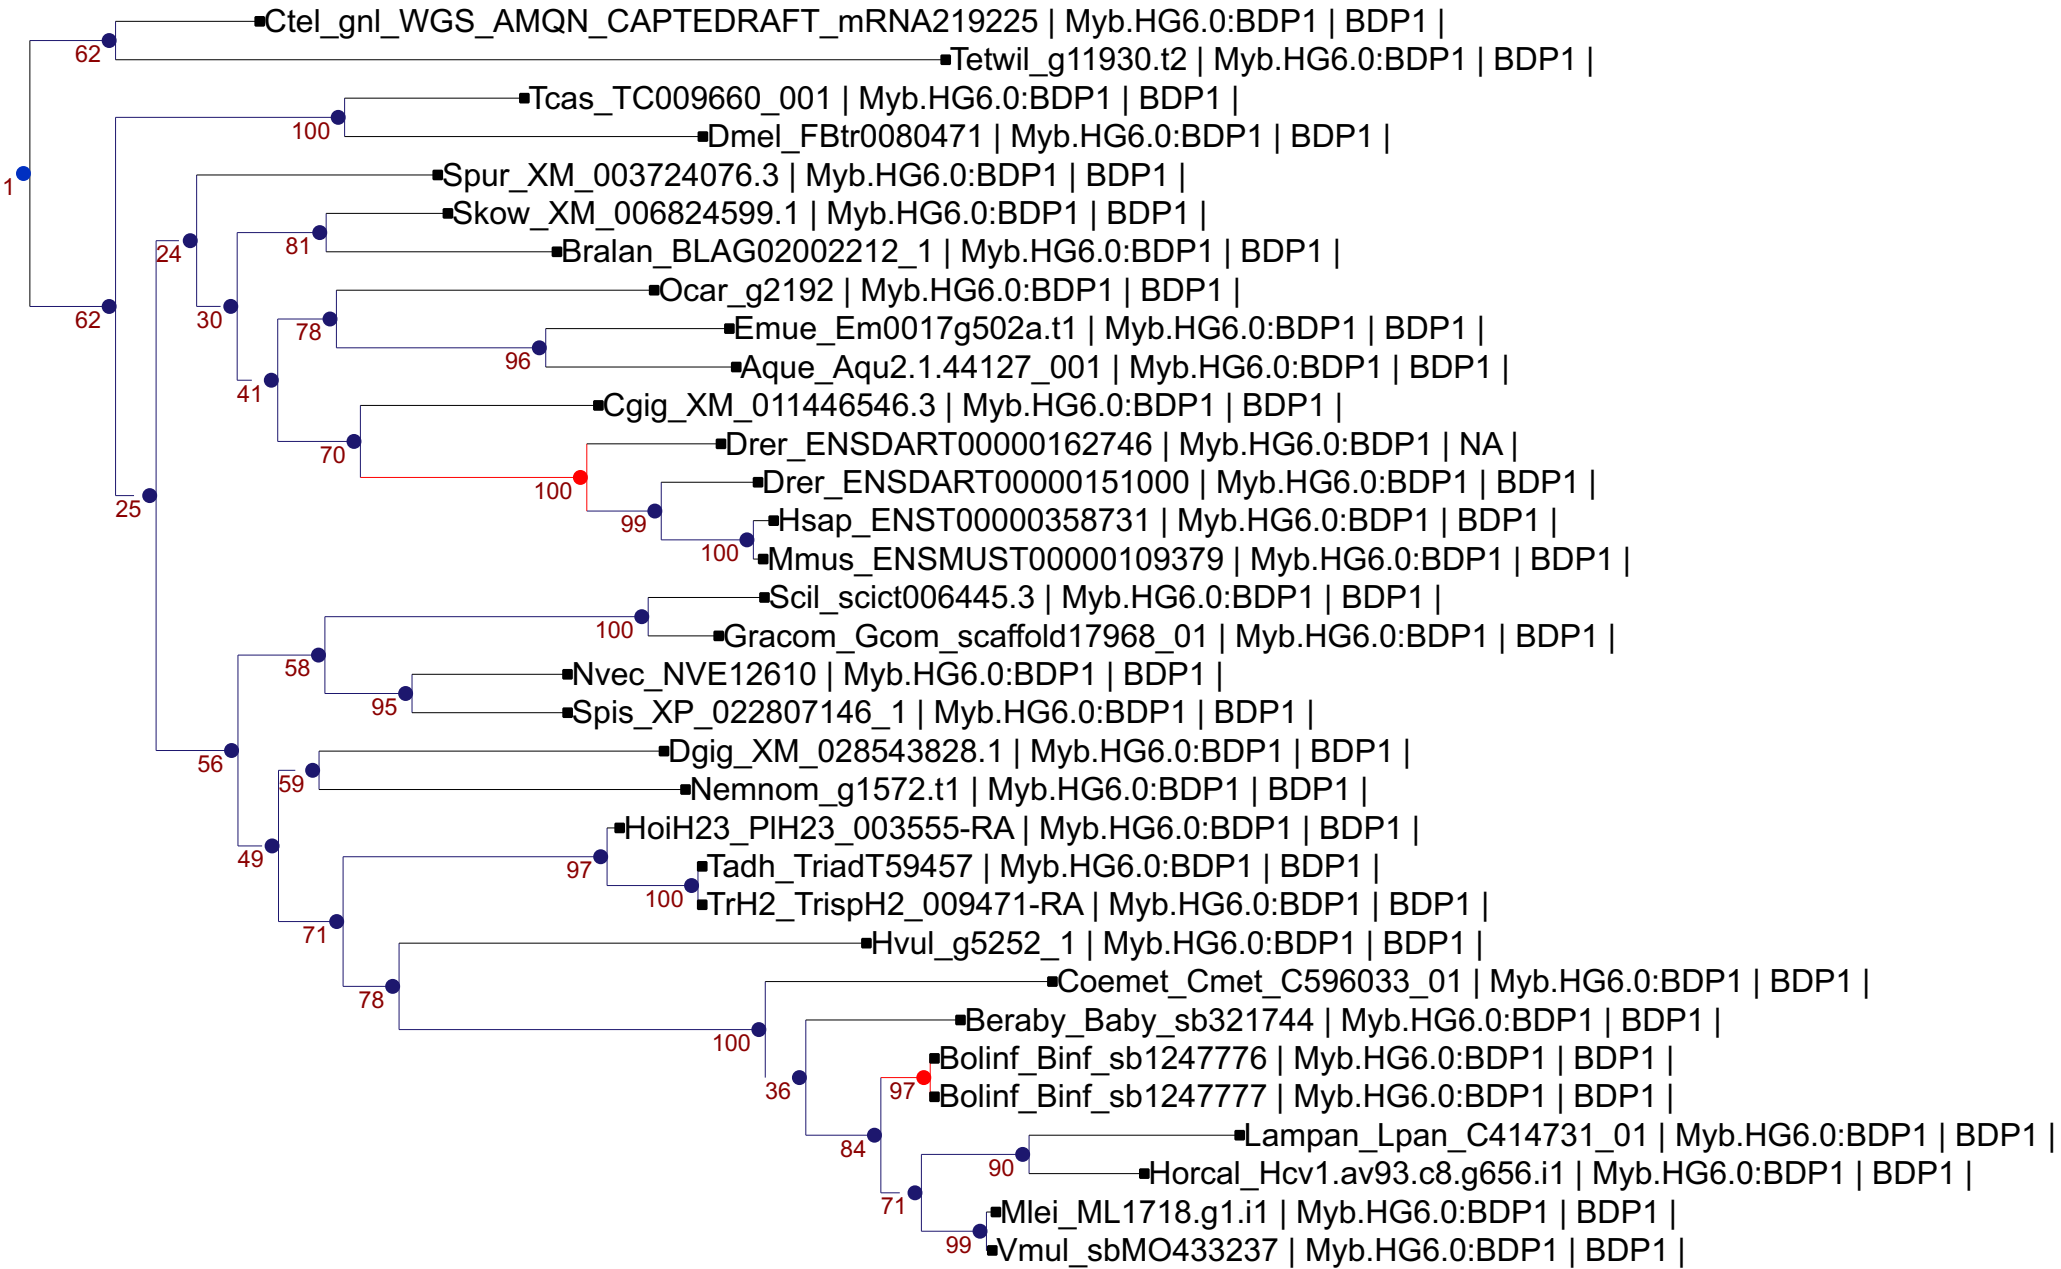 Ctel_gnl_WGS_AMQN_CAPTEDRAFT_mRNA219225 | Myb.HG6.0:BDP1 | BDP1 |
62
Tetwil_g11930.t2 | Myb.HG6.0:BDP1 | BDP1 |
Tcas_TC009660_001 | Myb.HG6.0:BDP1 | BDP1 |
100
Dmel_FBtr0080471 | Myb.HG6.0:BDP1 | BDP1 |
1
Spur_XM_003724076.3 | Myb.HG6.0:BDP1 | BDP1 |
Skow_XM_006824599.1 | Myb.HG6.0:BDP1 | BDP1 |
24
81
Bralan_BLAG02002212_1 | Myb.HG6.0:BDP1 | BDP1 |
Ocar_g2192 | Myb.HG6.0:BDP1 | BDP1 |
62
30
78
Emue_Em0017g502a.t1 | Myb.HG6.0:BDP1 | BDP1 |
96
Aque_Aqu2.1.44127_001 | Myb.HG6.0:BDP1 | BDP1 |
41
Cgig_XM_011446546.3 | Myb.HG6.0:BDP1 | BDP1 |
70
Drer_ENSDART00000162746 | Myb.HG6.0:BDP1 | NA |
100
Drer_ENSDART00000151000 | Myb.HG6.0:BDP1 | BDP1 |
25
99
Hsap_ENST00000358731 | Myb.HG6.0:BDP1 | BDP1 |
100
Mmus_ENSMUST00000109379 | Myb.HG6.0:BDP1 | BDP1 |
Scil_scict006445.3 | Myb.HG6.0:BDP1 | BDP1 |
100
Gracom_Gcom_scaffold17968_01 | Myb.HG6.0:BDP1 | BDP1 |
58
Nvec_NVE12610 | Myb.HG6.0:BDP1 | BDP1 |
95
Spis_XP_022807146_1 | Myb.HG6.0:BDP1 | BDP1 |
56
Dgig_XM_028543828.1 | Myb.HG6.0:BDP1 | BDP1 |
59
Nemnom_g1572.t1 | Myb.HG6.0:BDP1 | BDP1 |
HoiH23_PlH23_003555-RA | Myb.HG6.0:BDP1 | BDP1 |
49
97
Tadh_TriadT59457 | Myb.HG6.0:BDP1 | BDP1 |
100
TrH2_TrispH2_009471-RA | Myb.HG6.0:BDP1 | BDP1 |
71
Hvul_g5252_1 | Myb.HG6.0:BDP1 | BDP1 |
78
Coemet_Cmet_C596033_01 | Myb.HG6.0:BDP1 | BDP1 |
Beraby_Baby_sb321744 | Myb.HG6.0:BDP1 | BDP1 |
100
Bolinf_Binf_sb1247776 | Myb.HG6.0:BDP1 | BDP1 |
36
97
Bolinf_Binf_sb1247777 | Myb.HG6.0:BDP1 | BDP1 |
Lampan_Lpan_C414731_01 | Myb.HG6.0:BDP1 | BDP1 |
84
90
Horcal_Hcv1.av93.c8.g656.i1 | Myb.HG6.0:BDP1 | BDP1 |
71
Mlei_ML1718.g1.i1 | Myb.HG6.0:BDP1 | BDP1 |
99
Vmul_sbMO433237 | Myb.HG6.0:BDP1 | BDP1 |